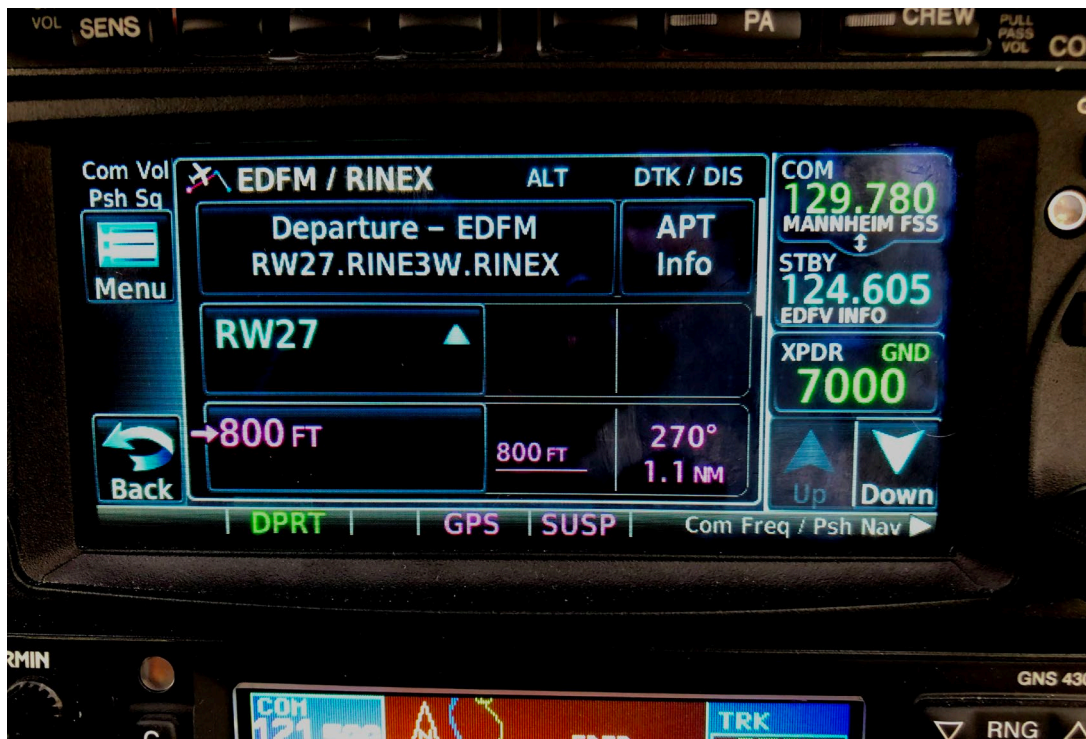 VOL SENS PA CREW PULL
PASS
VOL
Com Vol
Psh Sq
Menu
Back
EDFM / RINEX ALT DTK / DIS
Departure – EDFM
RW27.RINE3W.RINEX
APT
Info
RW27
800 FT 800 FT 270°
1.1 NM
COM
129.780
MANNHEIM FSS
STBY
124.605
EDFV INFO
XPDR GND
7000
Up Down
DPRT GPS SUSP Com Freq / Psh Nav
GNS 430
COM
TRK
RNG